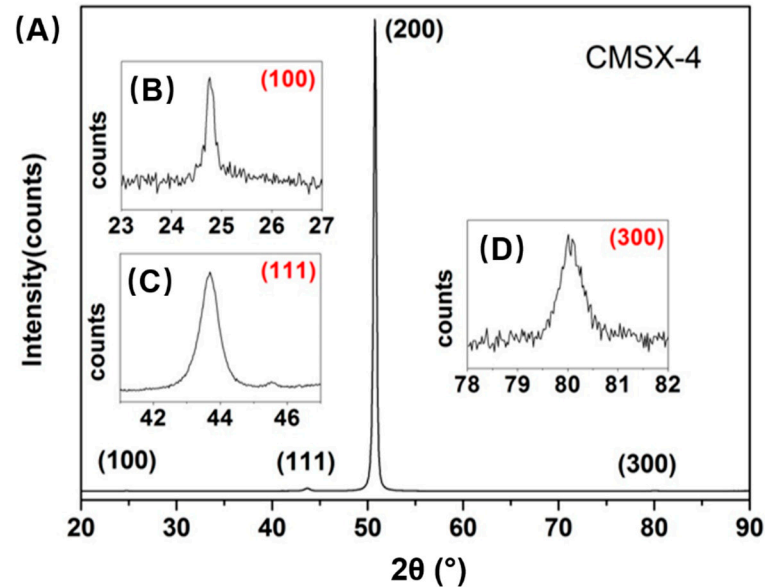 (A)
(200)
CMSX-4
(B)
(100)
counts
23 24 25 26 27
(C)
(111)
counts
42 44 46
(D)
(300)
counts
78 79 80 81 82
Intensity(counts)
(100)
(111)
(300)
20 30 40 50 60 70 80 90
2θ (°)